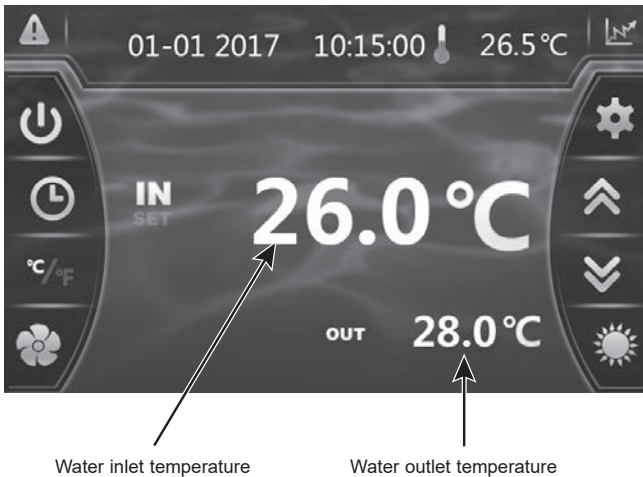 01-01 2017 10:15:00 26.5°C
IN
SET
26.0°C
°C/°F
OUT 28.0°C
Water inlet temperature Water outlet temperature